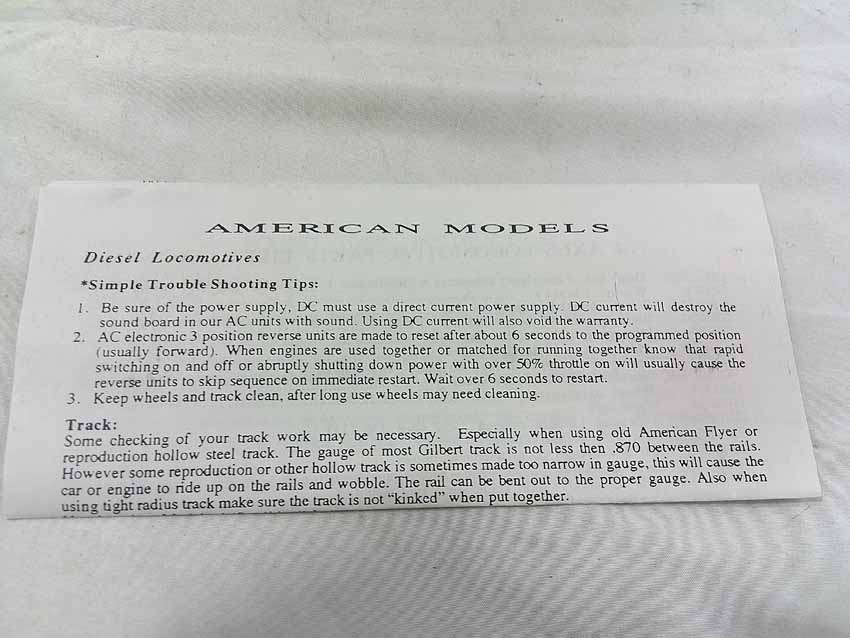 AMERICAN MODELS
Diesel Locomotives
*Simple Trouble Shooting Tips:
1. Be sure of the power supply, DC must use a direct current power supply. DC current will destroy the
sound board in our AC units with sound. Using DC current will also void the warranty.
2. AC electronic 3 position reverse units are made to reset after about 6 seconds to the programmed position
(usually forward). When engines are used together or matched for running together know that rapid
switching on and off or abruptly shutting down power with over 50% throttle on will usually cause the
reverse units to skip sequence on immediate restart. Wait over 6 seconds to restart.
3. Keep wheels and track clean, after long use wheels may need cleaning.
Track:
Some checking of your track work may be necessary. Especially when using old American Flyer or
reproduction hollow steel track. The gauge of most Gilbert track is not less then .870 between the rails.
However some reproduction or other hollow track is sometimes made too narrow in gauge, this will cause the
car or engine to ride up on the rails and wobble. The rail can be bent out to the proper gauge. Also when
using tight radius track make sure the track is not "kinked" when put together.